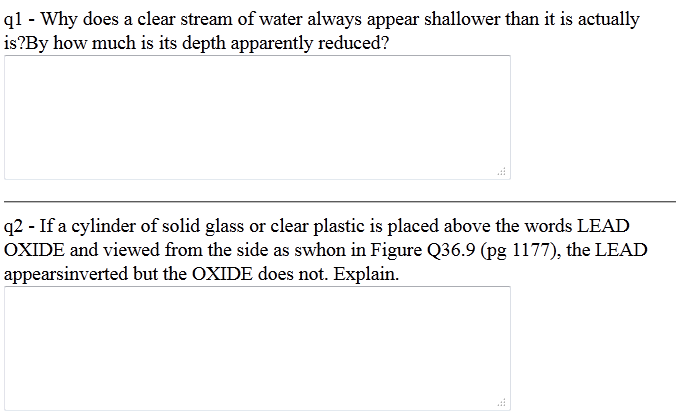 q1 - Why does a clear stream of water always appear shallower than it is actually
is?By how much is its depth apparently reduced?
q2 - If a cylinder of solid glass or clear plastic is placed above the words LEAD
OXIDE and viewed from the side as swhon in Figure Q36.9 (pg 1177), the LEAD
appearsinverted but the OXIDE does not. Explain.